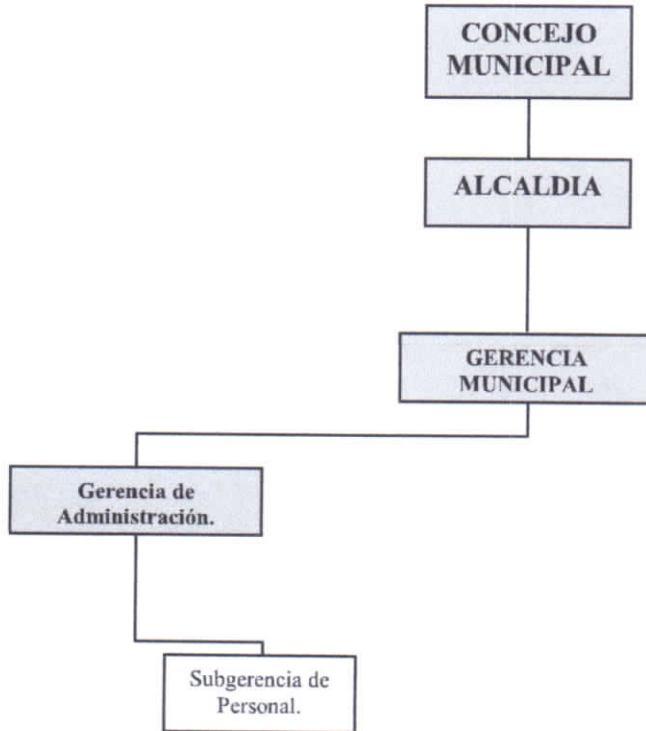 CONCEJO
MUNICIPAL
ALCALDIA
GERENCIA
MUNICIPAL
Gerencia de
Administración.
Subgerencia de
Personal.